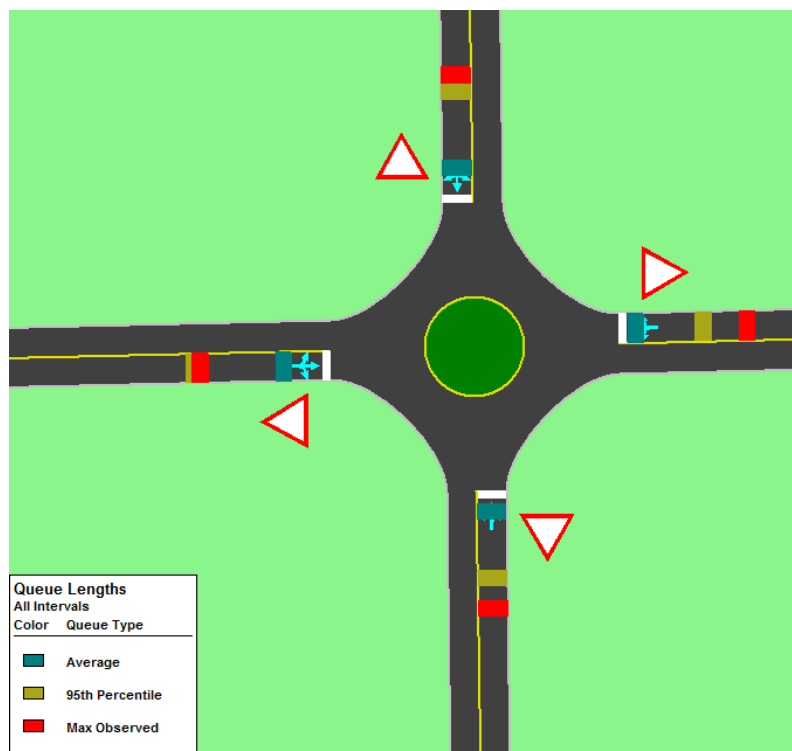 Queue Lengths
All Intervals
Color Queue Type
Average
95th Percentile
Max Observed